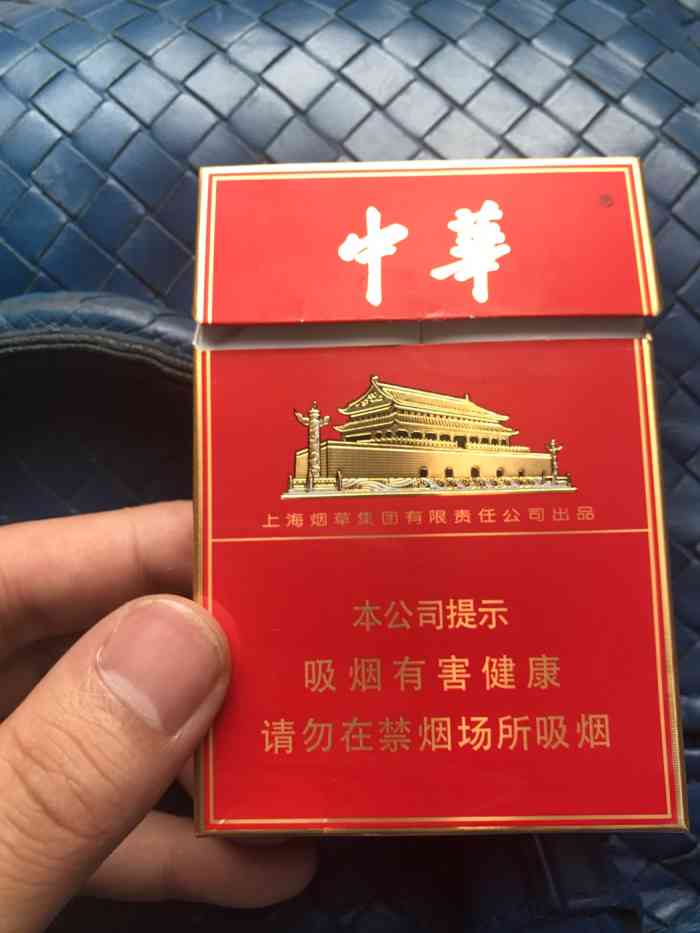 中華
上海烟草集团有限责任公司出品
本公司提示
吸烟有害健康
请勿在禁烟场所吸烟